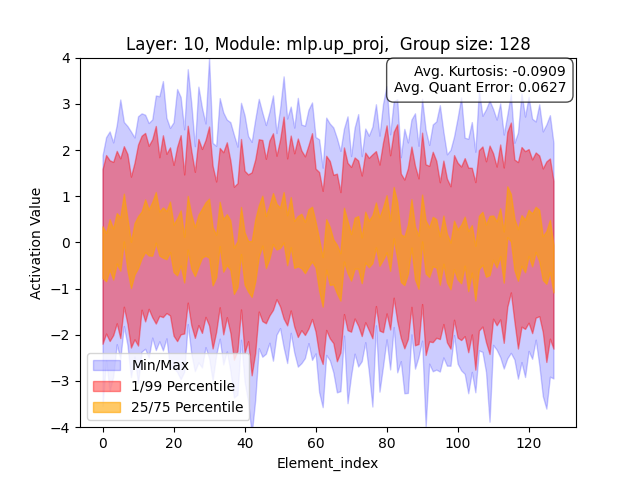 Layer: 10, Module: mlp.up_proj,  Group size: 128
Avg. Kurtosis: -0.0909
Avg. Quant Error: 0.0627
Activation Value
4
3
2
1
0
−1
−2
−3
−4
Min/Max
1/99 Percentile
25/75 Percentile
0 20 40 60 80 100 120
Element_index